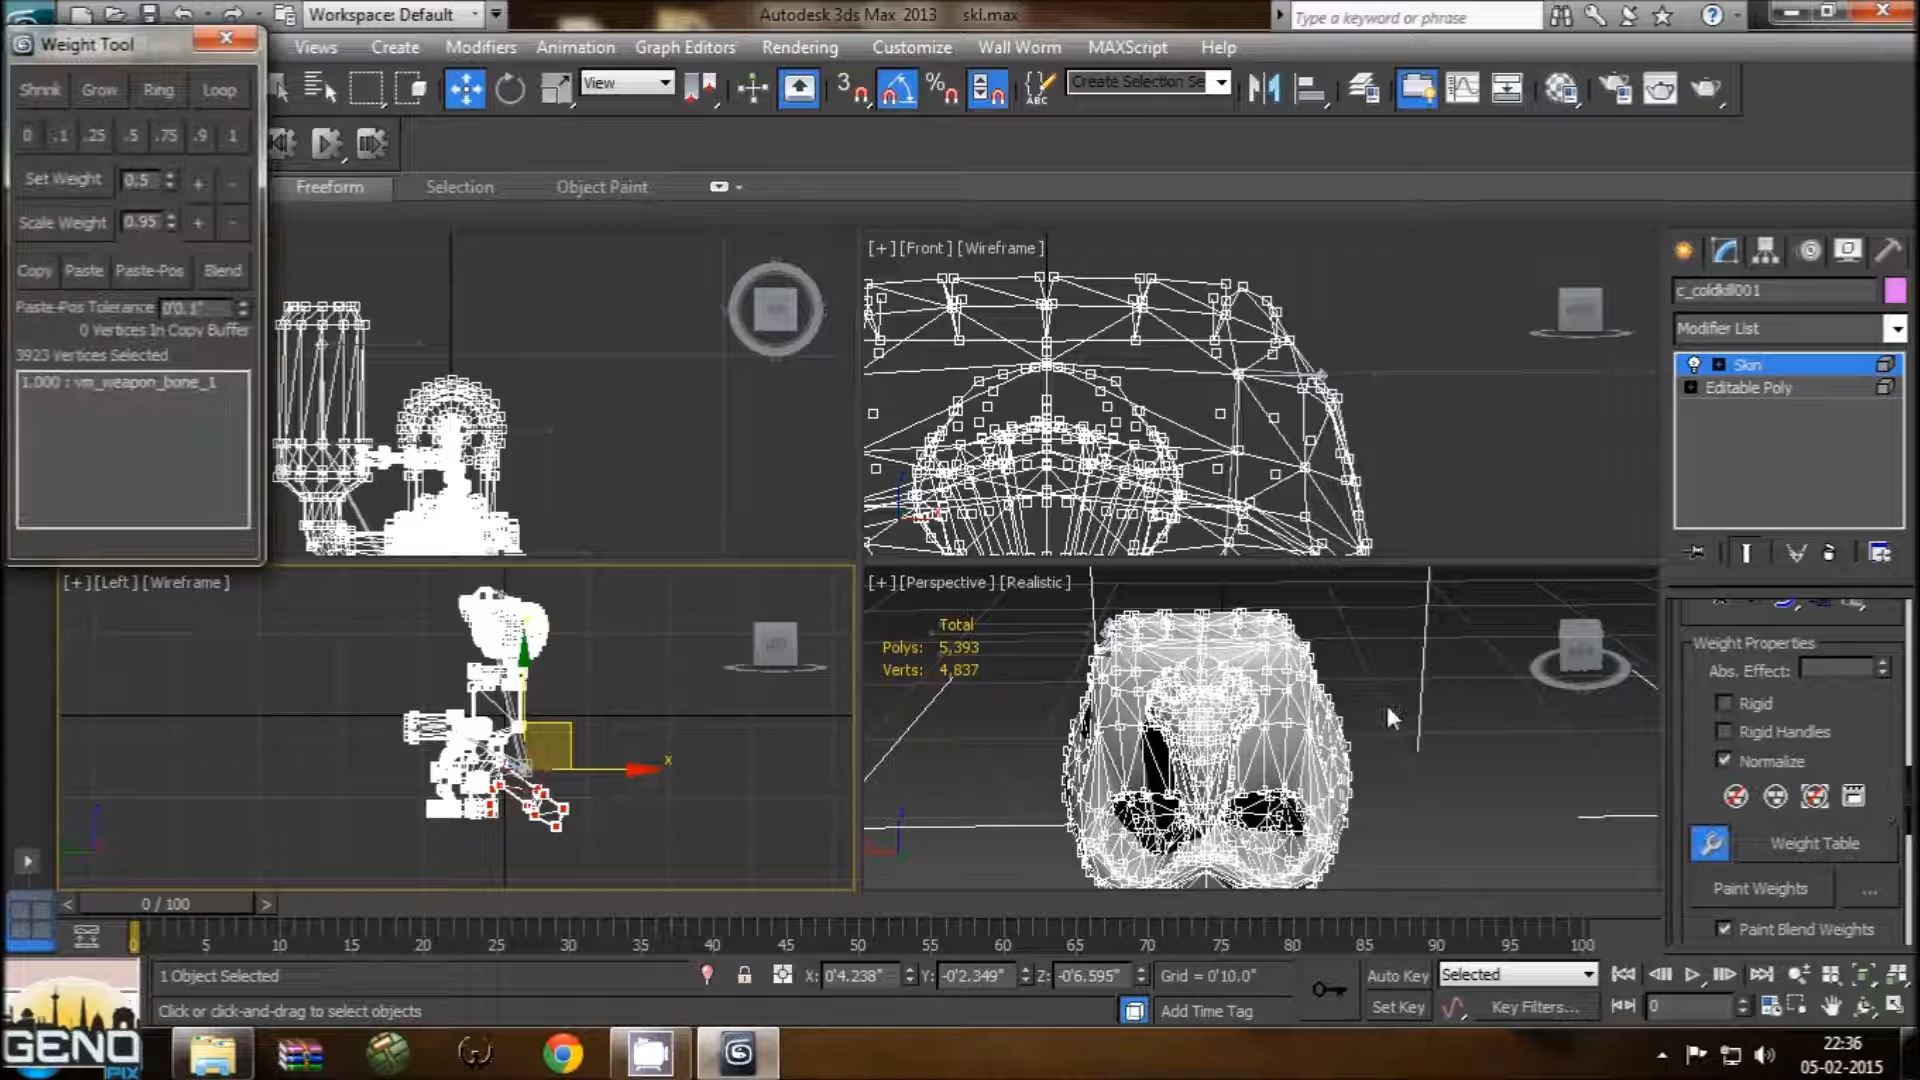 Workspace: Default
Autodesk 3ds Max 2013 skl.max
Type a keyword or phrase
Weight Tool
Views Create Modifiers Animation Graph Editors Rendering Customize Wall Worm MAXScript Help
Shrink Grow Ring Loop
View
3
%
ABC
Create Selection Se
0 .1 .25 .5 .75 .9 1
Set Weight 0.5 + -
Freeform Selection Object Paint
Scale Weight 0.95 + -
Copy Paste Paste-Pos Blend
Paste-Pos Tolerance 0'0.1"
0 Vertices In Copy Buffer
3923 Vertices Selected
1.000 : vm_weapon_bone_1
[+][Front][Wireframe]
c_coldkill001
Modifier List
Skin
Editable Poly
[+][Left][Wireframe]
x
[+][Perspective][Realistic]
Total
Polys: 5,393
Verts: 4,837
Weight Properties
Abs. Effect:
Rigid
Rigid Handles
Normalize
Weight Table
Paint Weights ...
Paint Blend Weights
< 0 / 100 >
0 5 10 15 20 25 30 35 40 45 50 55 60 65 70 75 80 85 90 95 100
1 Object Selected X: 0'4.238" Y: -0'2.349" Z: -0'6.595" Grid = 0'10.0" Auto Key Selected
Click or click-and-drag to select objects Add Time Tag Set Key Key Filters... 0
GENO
PIX
22:36
05-02-2015